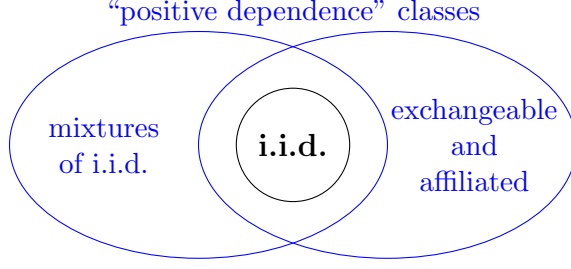 “positive dependence” classes
mixtures
of i.i.d.
i.i.d.
exchangeable
and
affiliated